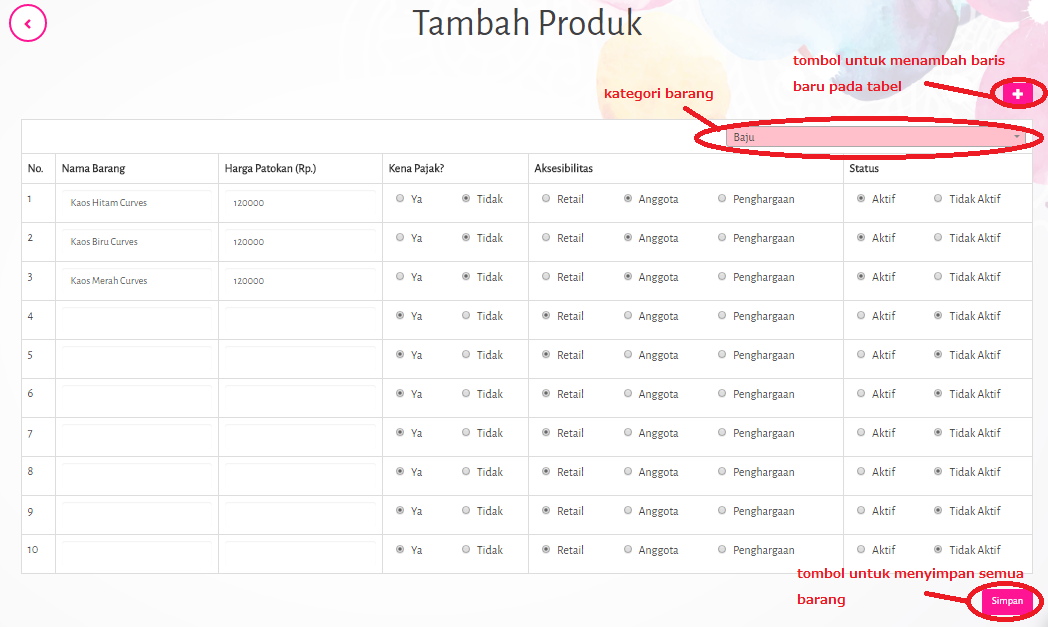 Tambah Produk
tombol untuk menambah baris
baru pada tabel
kategori barang
Baju
No. Nama Barang Harga Patokan (Rp.) Kena Pajak? Aksesibilitas Status
1 Kaos Hitam Curves 120000 Ya Tidak Retail Anggota Penghargaan Aktif Tidak Aktif
2 Kaos Biru Curves 120000 Ya Tidak Retail Anggota Penghargaan Aktif Tidak Aktif
3 Kaos Merah Curves 120000 Ya Tidak Retail Anggota Penghargaan Aktif Tidak Aktif
4 Ya Tidak Retail Anggota Penghargaan Aktif Tidak Aktif
5 Ya Tidak Retail Anggota Penghargaan Aktif Tidak Aktif
6 Ya Tidak Retail Anggota Penghargaan Aktif Tidak Aktif
7 Ya Tidak Retail Anggota Penghargaan Aktif Tidak Aktif
8 Ya Tidak Retail Anggota Penghargaan Aktif Tidak Aktif
9 Ya Tidak Retail Anggota Penghargaan Aktif Tidak Aktif
10 Ya Tidak Retail Anggota Penghargaan Aktif Tidak Aktif
tombol untuk menyimpan semua
barang
Simpan